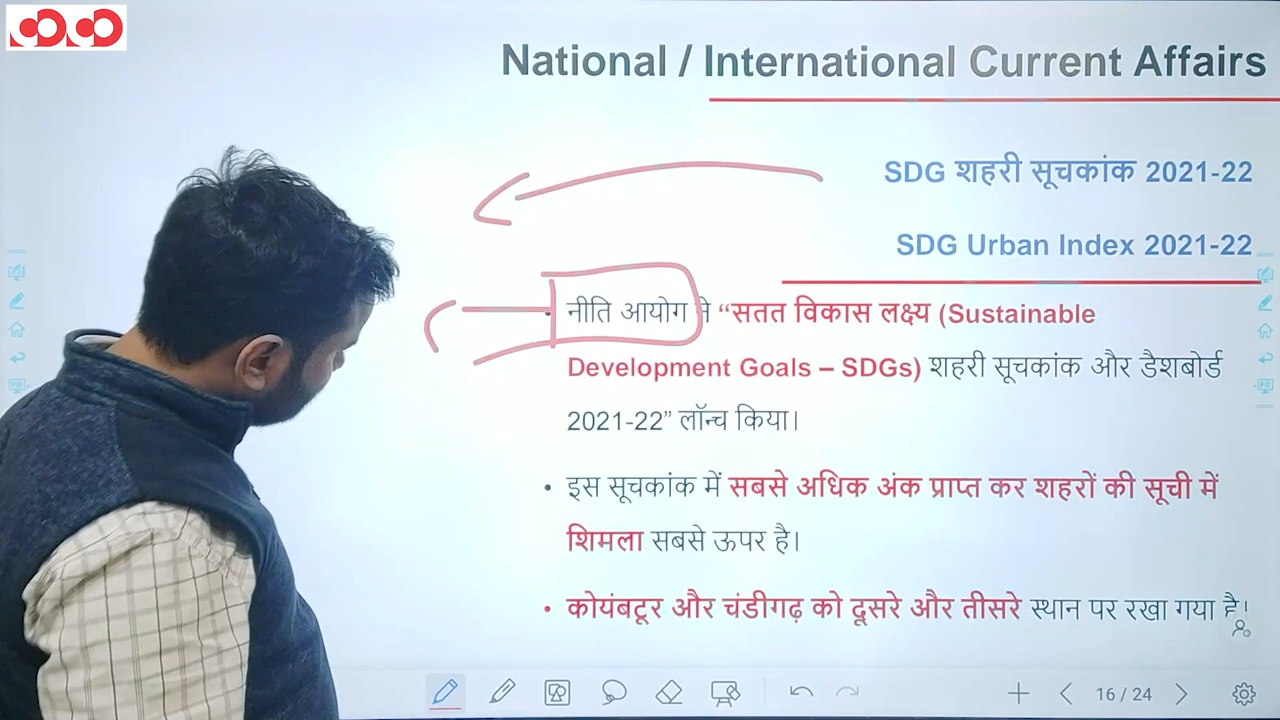 National / International Current Affairs
SDG शहरी सूचकांक 2021-22
SDG Urban Index 2021-22
• नीति आयोग ने “सतत विकास लक्ष्य (Sustainable
Development Goals – SDGs) शहरी सूचकांक और डैशबोर्ड
2021-22” लॉन्च किया।
• इस सूचकांक में सबसे अधिक अंक प्राप्त कर शहरों की सूची में
शिमला सबसे ऊपर है।
• कोयंबटूर और चंडीगढ़ को दूसरे और तीसरे स्थान पर रखा गया है।
16 / 24